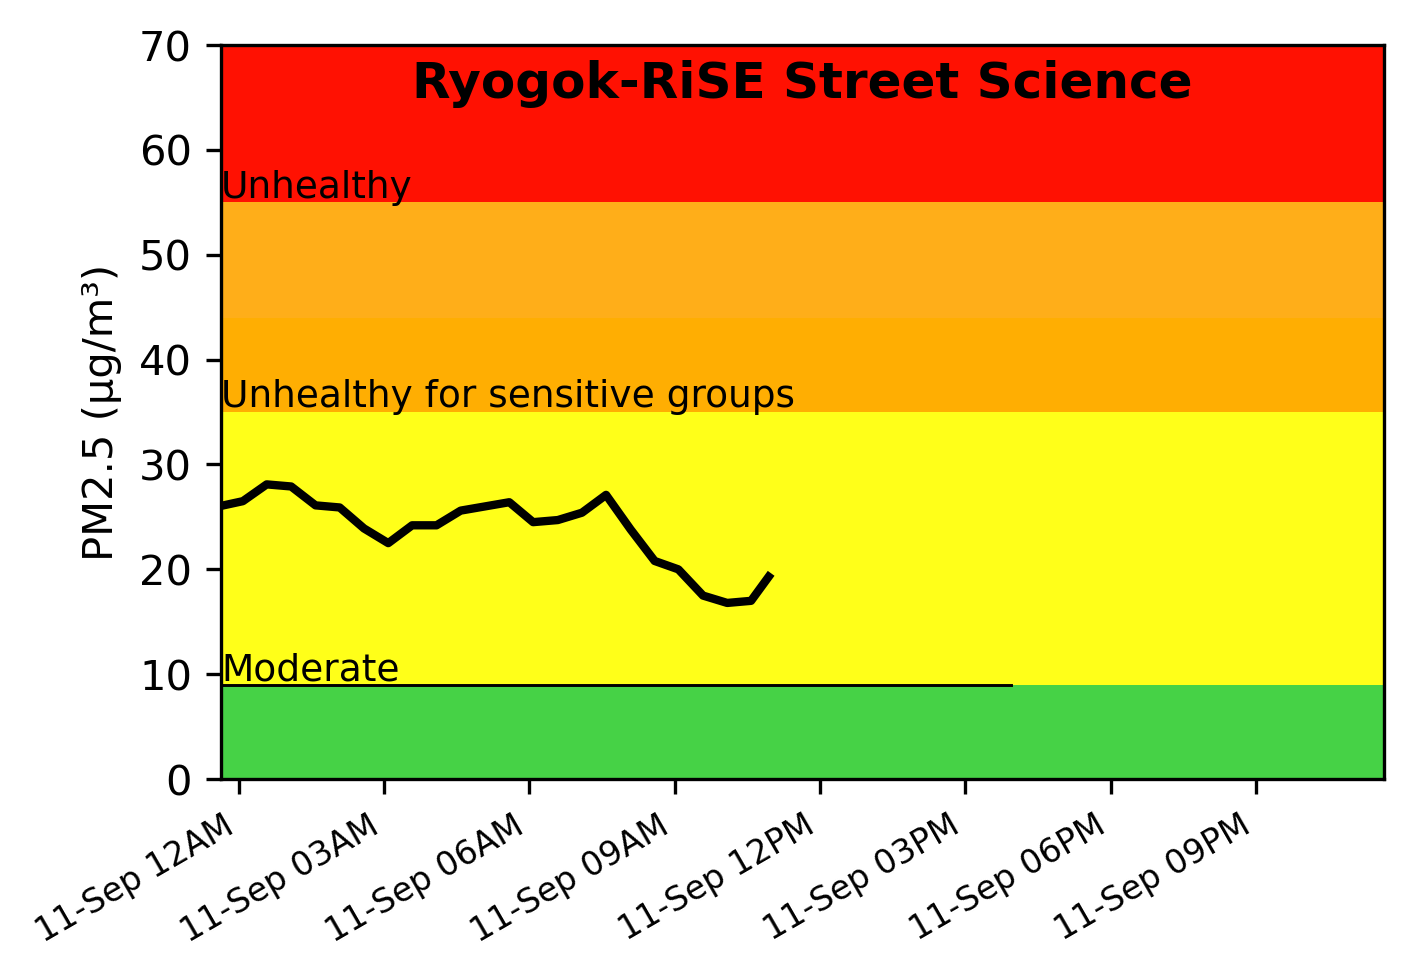 Ryogok-RiSE Street Science
70
60
50
40
30
20
10
0
PM2.5 (μg/m³)
Unhealthy
Unhealthy for sensitive groups
Moderate
11-Sep 12AM
11-Sep 03AM
11-Sep 06AM
11-Sep 09AM
11-Sep 12PM
11-Sep 03PM
11-Sep 06PM
11-Sep 09PM